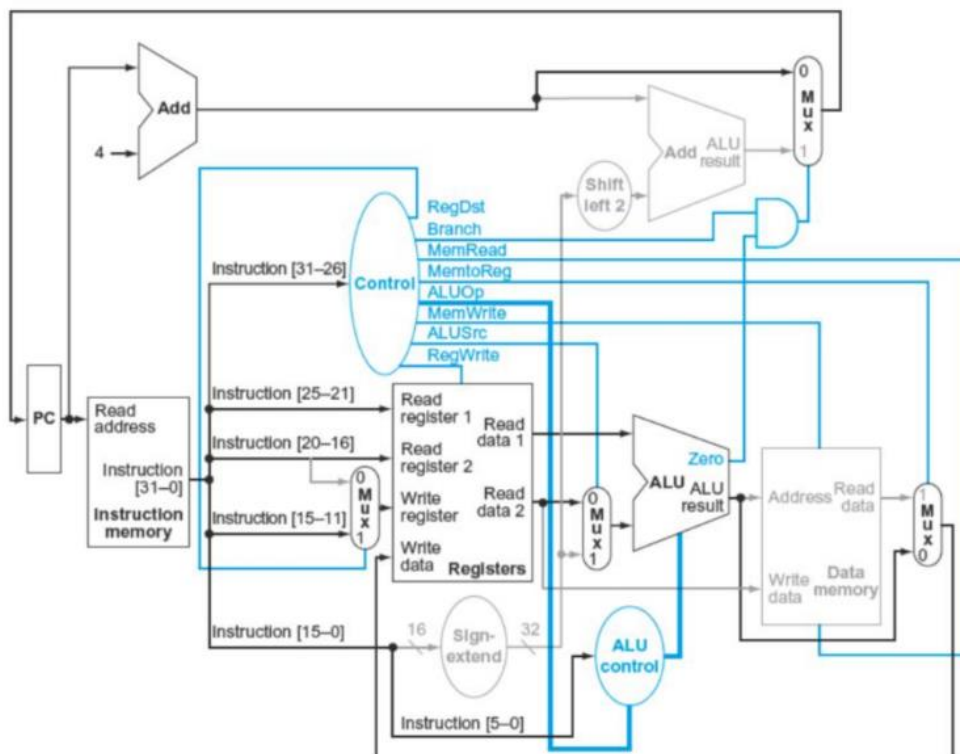 Add
4
Add
ALU
result
0
Mux
1
Shift
left 2
RegDst
Branch
MemRead
MemtoReg
ALUOp
MemWrite
ALUSrc
RegWrite
Control
Instruction [31–26]
Instruction [25–21]
Instruction [20–16]
Instruction [15–11]
Instruction [15–0]
Instruction [5–0]
PC
Read
address
Instruction
[31–0]
Instruction
memory
0
Mux
1
Read
register 1
Read
register 2
Write
register
Write
data
Read
data 1
Read
data 2
Registers
0
Mux
1
Zero
ALU
ALU
result
Address
Read
data
Write
data
Data
memory
1
Mux
0
16
Sign-
extend
32
ALU
control